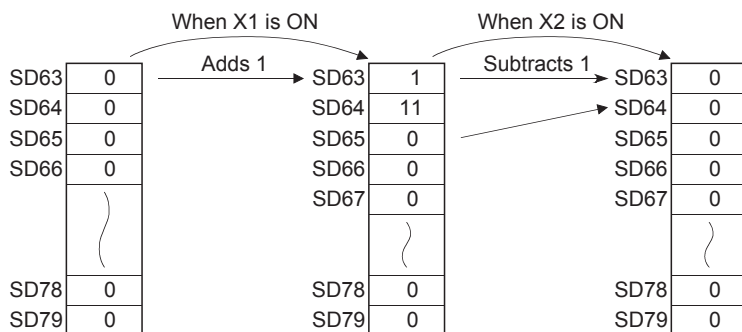 When X1 is ON When X2 is ON
Adds 1 Subtracts 1
SD63 0 SD63 1 SD63 0
SD64 0 SD64 11 SD64 0
SD65 0 SD65 0 SD65 0
SD66 0 SD66 0 SD66 0
SD67 0 SD67 0
SD78 0 SD78 0 SD78 0
SD79 0 SD79 0 SD79 0